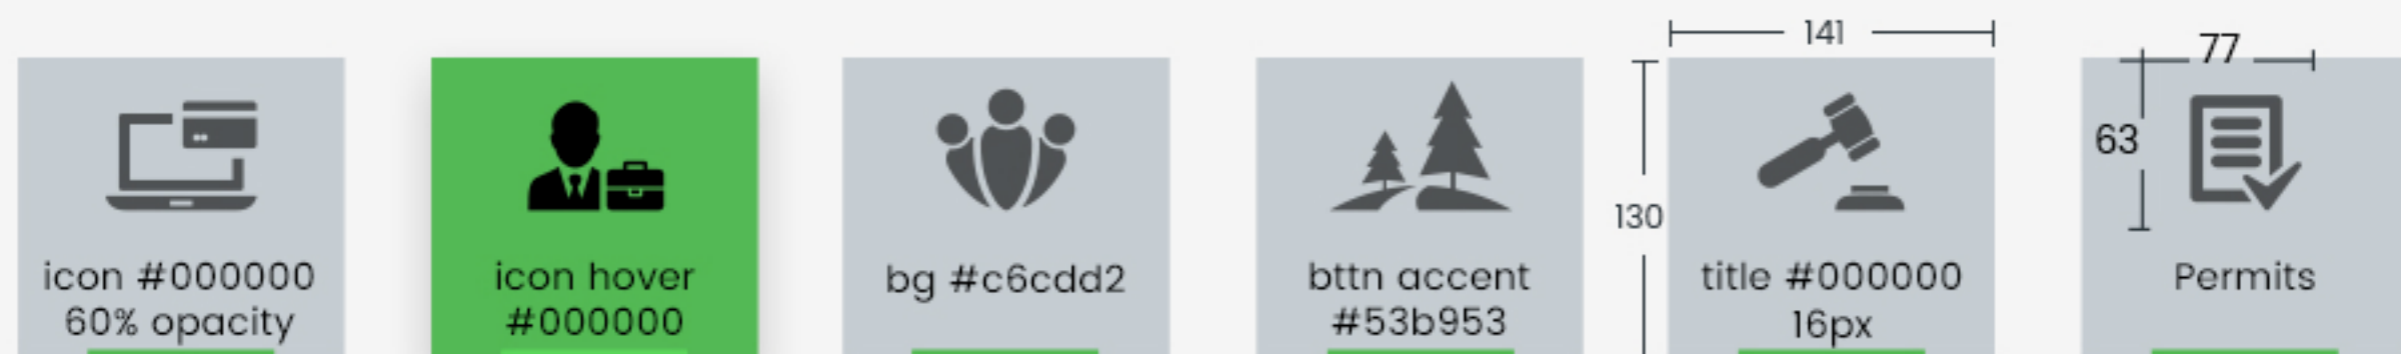 141
77
63
130
icon #000000
60% opacity
icon hover
#000000
bg #c6cdd2
bttn accent
#53b953
title #000000
16px
Permits